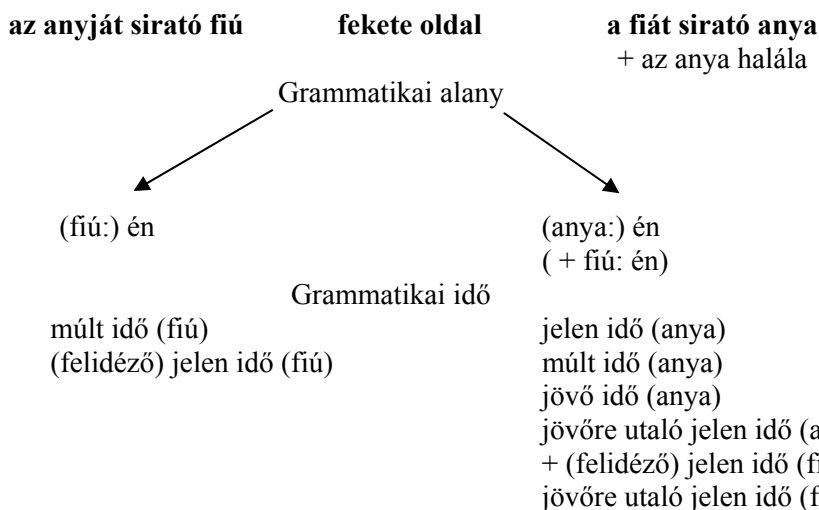 az anyját sirató fiú fekete oldal a fiát sirató anya
+ az anya halála
Grammatikai alany
(fiú:) én (anya:) én
( + fiú: én)
Grammatikai idő
múlt idő (fiú) jelen idő (anya)
(felidéző) jelen idő (fiú) múlt idő (anya)
jövő idő (anya)
jövőre utaló jelen idő (a
+ (felidéző) jelen idő (fi
jövőre utaló jelen idő (f